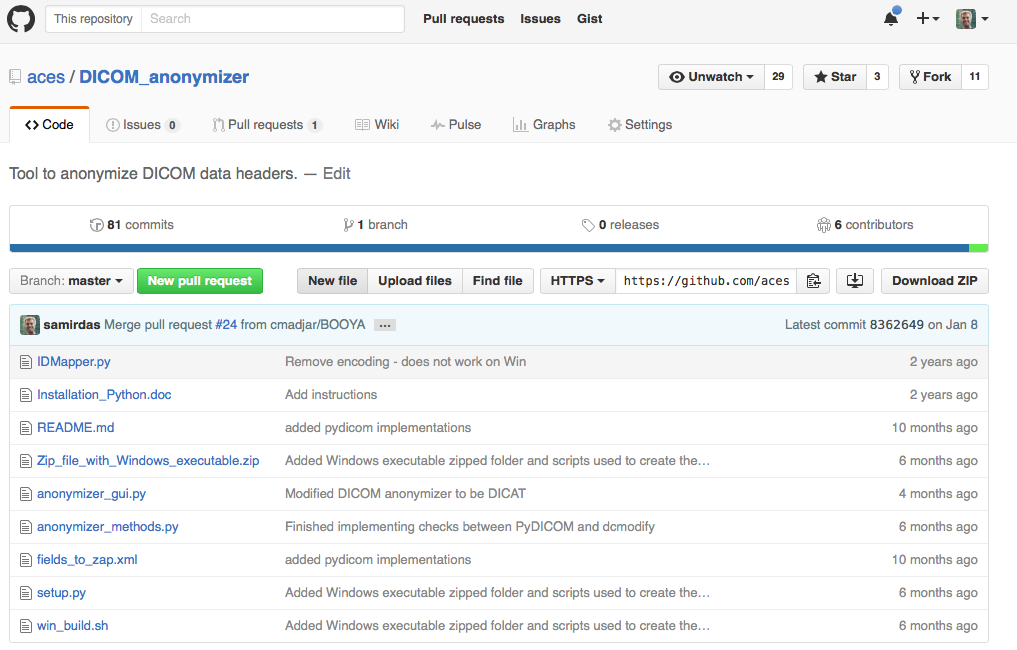 This repository Search Pull requests Issues Gist
aces / DICOM_anonymizer Unwatch 29 Star 3 Fork 11
Code Issues 0 Pull requests 1 Wiki Pulse Graphs Settings
Tool to anonymize DICOM data headers. — Edit
81 commits 1 branch 0 releases 6 contributors
Branch: master New pull request New file Upload files Find file HTTPS https://github.com/aces Download ZIP
samirdas Merge pull request #24 from cmadjar/BOOYA … Latest commit 8362649 on Jan 8
IDMapper.py Remove encoding - does not work on Win 2 years ago
Installation_Python.doc Add instructions 2 years ago
README.md added pydicom implementations 10 months ago
Zip_file_with_Windows_executable.zip Added Windows executable zipped folder and scripts used to create the… 6 months ago
anonymizer_gui.py Modified DICOM anonymizer to be DICAT 4 months ago
anonymizer_methods.py Finished implementing checks between PyDICOM and dcmodify 6 months ago
fields_to_zap.xml added pydicom implementations 10 months ago
setup.py Added Windows executable zipped folder and scripts used to create the… 6 months ago
win_build.sh Added Windows executable zipped folder and scripts used to create the… 6 months ago